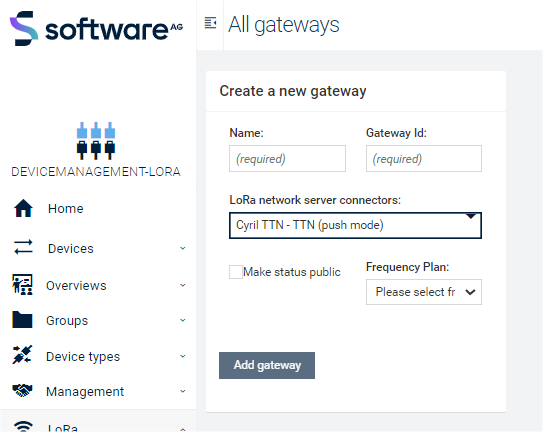 software AG
All gateways
Create a new gateway
Name:
Gateway Id:
(required)
(required)
DEVICEMANAGEMENT-LORA
LoRa network server connectors:
Home
Cyril TTN - TTN (push mode)
Devices
Make status public
Frequency Plan:
Overviews
Please select fr
Groups
Device types
Add gateway
Management
LoRa